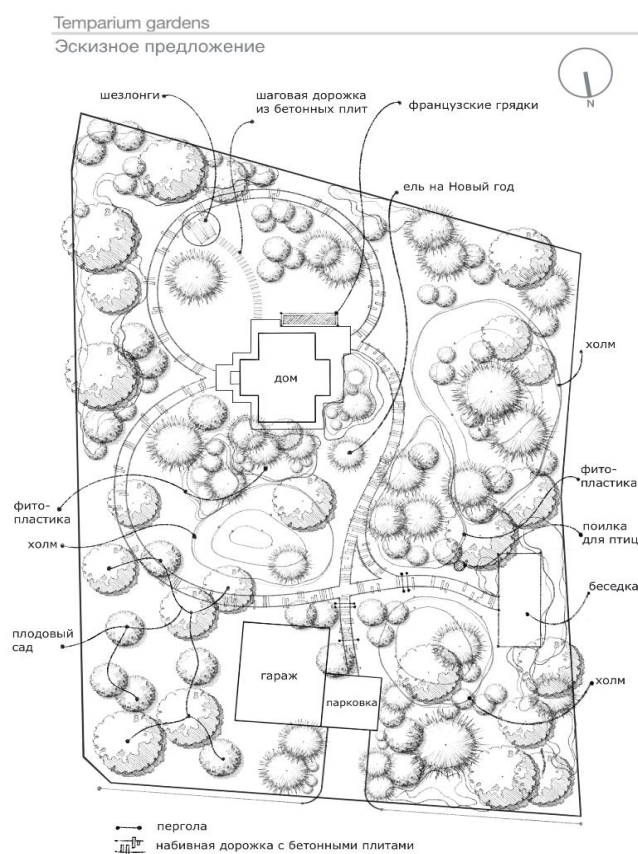 Temparium gardens
Эскизное предложение
N
шезлонги
шаговая дорожка
из бетонных плит
французские грядки
ель на Новый год
дом
холм
фито-
пластика
фито-
пластика
холм
поилка
для птиц
беседка
плодовый
сад
гараж
парковка
холм
пергола
набивная дорожка с бетонными плитами